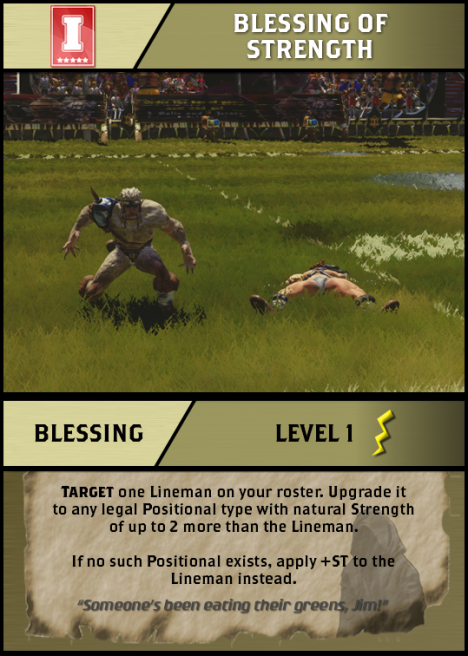 I
BLESSING OF
STRENGTH
BLESSING
LEVEL 1
TARGET one Lineman on your roster. Upgrade it
to any legal Positional type with natural Strength
of up to 2 more than the Lineman.
If no such Positional exists, apply +ST to the
Lineman instead.
"Someone's been eating their greens, Jim!"